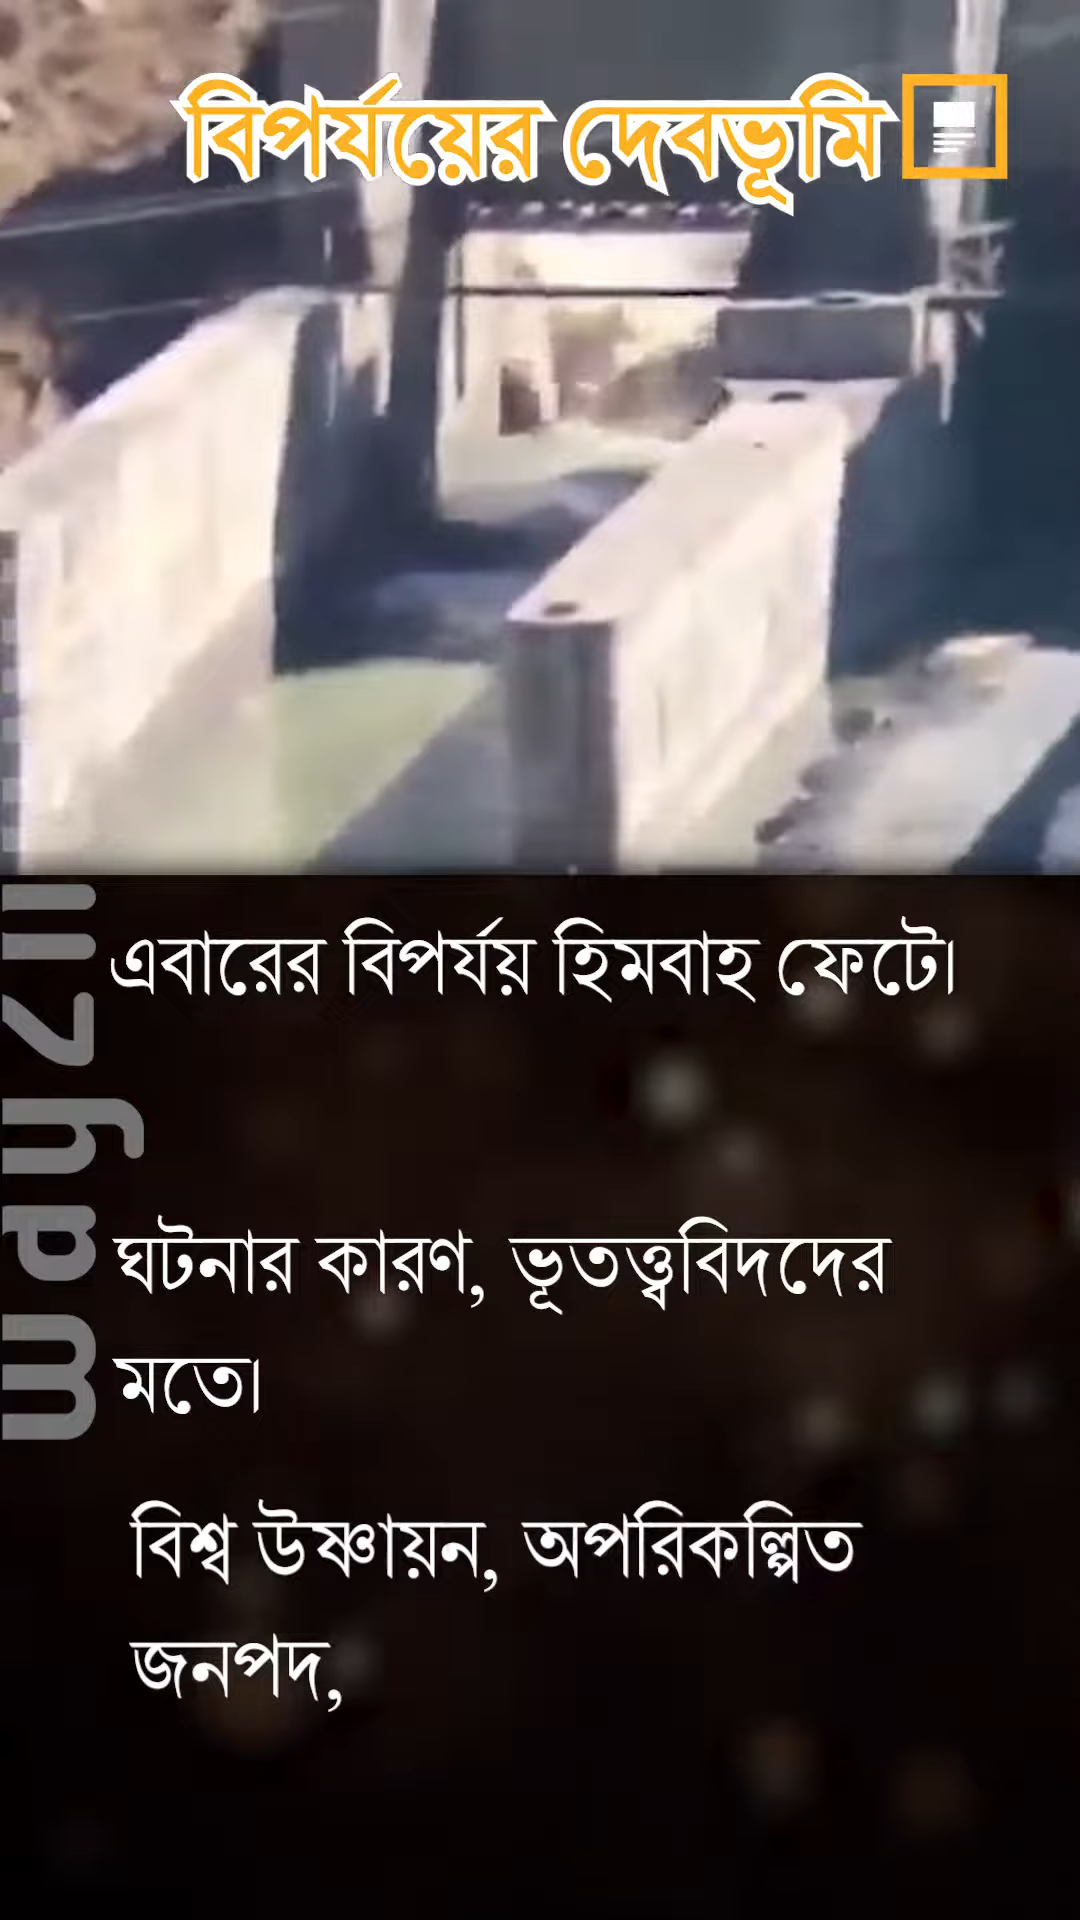 বিপর্যয়ের দেবভূমি
এবারের বিপর্যয় হিমবাহ ফেটে।
ঘটনার কারণ, ভূতত্ত্ববিদদের
মতে।
বিশ্ব উষ্ণায়ন, অপরিকল্পিত
জনপদ,